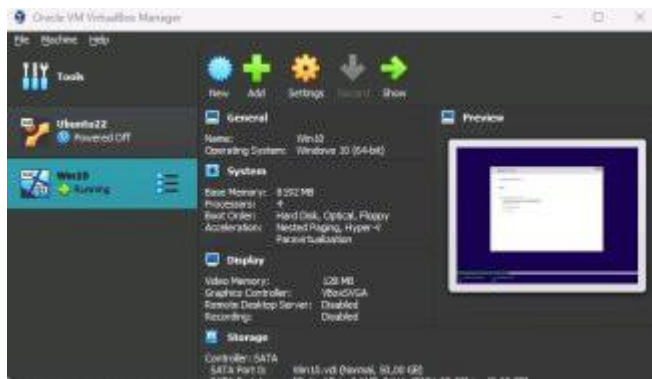 Oracle VM VirtualBox Manager
File Machine Help
Tools
New Add Settings Discard Show
Ubuntu22
Powered Off
Win10
Running
General
Name: Win10
Operating System: Windows 10 (64-bit)
System
Base Memory: 8192 MB
Processors: 4
Boot Order: Hard Disk, Optical, Floppy
Acceleration: Nested Paging, Hyper-V
Paravirtualization
Display
Video Memory: 128 MB
Graphics Controller: VBoxSVGA
Remote Desktop Server: Disabled
Recording: Disabled
Storage
Controller: SATA
SATA Port 0: Win10.vdi (Normal, 50,00 GB)
Preview